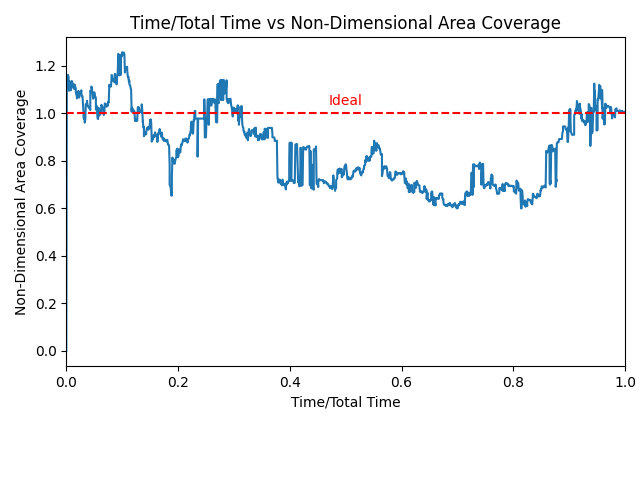 Time/Total Time vs Non-Dimensional Area Coverage
Non-Dimensional Area Coverage
1.2
1.0
0.8
0.6
0.4
0.2
0.0
Ideal
0.0 0.2 0.4 0.6 0.8 1.0
Time/Total Time